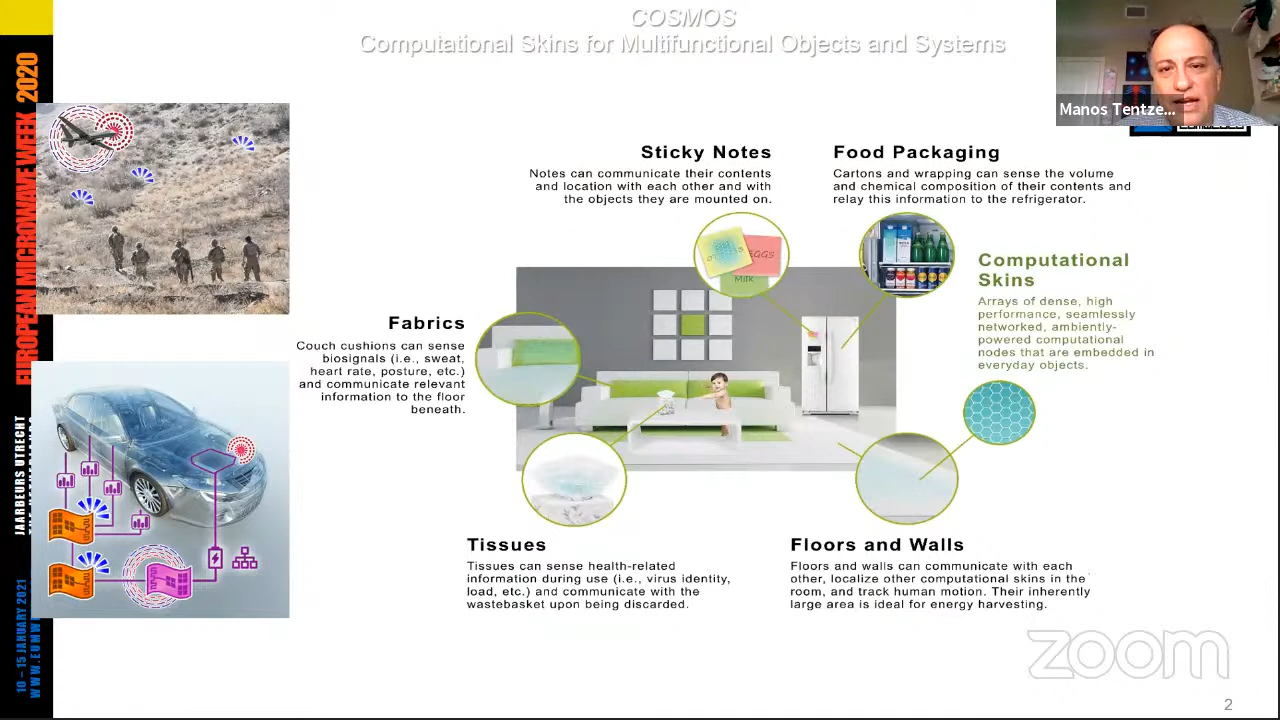 COSMOS
Computational Skins for Multifunctional Objects and Systems
Manos Tentze...
EUROPEAN MICROWAVE WEEK 2020
JAARBEURS UTRECHT
10 – 15 JANUARY 2021
Sticky Notes
Notes can communicate their contents
and location with each other and with
the objects they are mounted on.
Food Packaging
Cartons and wrapping can sense the volume
and chemical composition of their contents and
relay this information to the refrigerator.
EGGS
MILK
Computational
Skins
Arrays of dense, high
performance, seamlessly
networked, ambiently-
powered computational
nodes that are embedded in
everyday objects.
Fabrics
Couch cushions can sense
biosignals (i.e., sweat,
heart rate, posture, etc.)
and communicate relevant
information to the floor
beneath.
Tissues
Tissues can sense health-related
information during use (i.e., virus identity,
load, etc.) and communicate with the
wastebasket upon being discarded.
Floors and Walls
Floors and walls can communicate with each
other, localize other computational skins in the
room, and track human motion. Their inherently
large area is ideal for energy harvesting.
zoom
2